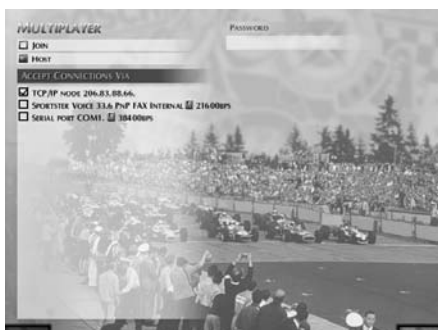 MULTIPLAYER
PASSWORD
JOIN
HOST
ACCEPT CONNECTIONS VIA
TCP/IP NODE 206.83.88.66.
SPORTSTER VOICE 33.6 PNP FAX INTERNAL 21600BPS
SERIAL PORT COM1. 38400BPS